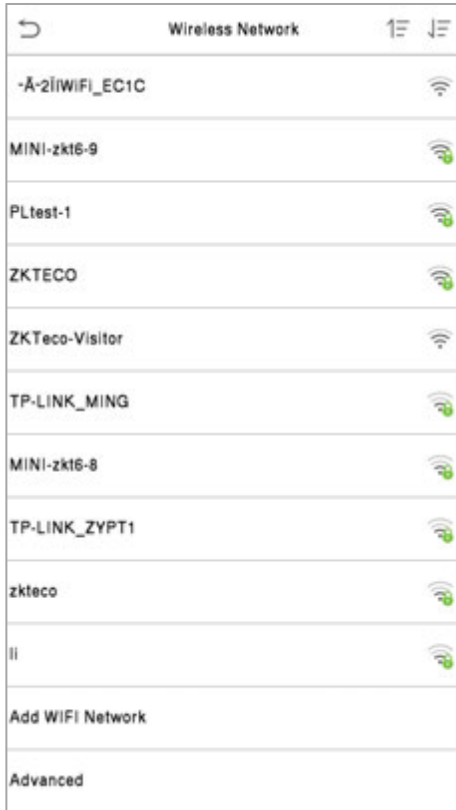 Wireless Network
-Ã-2ÎlWiFi_EC1C
MINI-zkt6-9
PLtest-1
ZKTECO
ZKTeco-Visitor
TP-LINK_MING
MINI-zkt6-8
TP-LINK_ZYPT1
zkteco
li
Add WIFI Network
Advanced